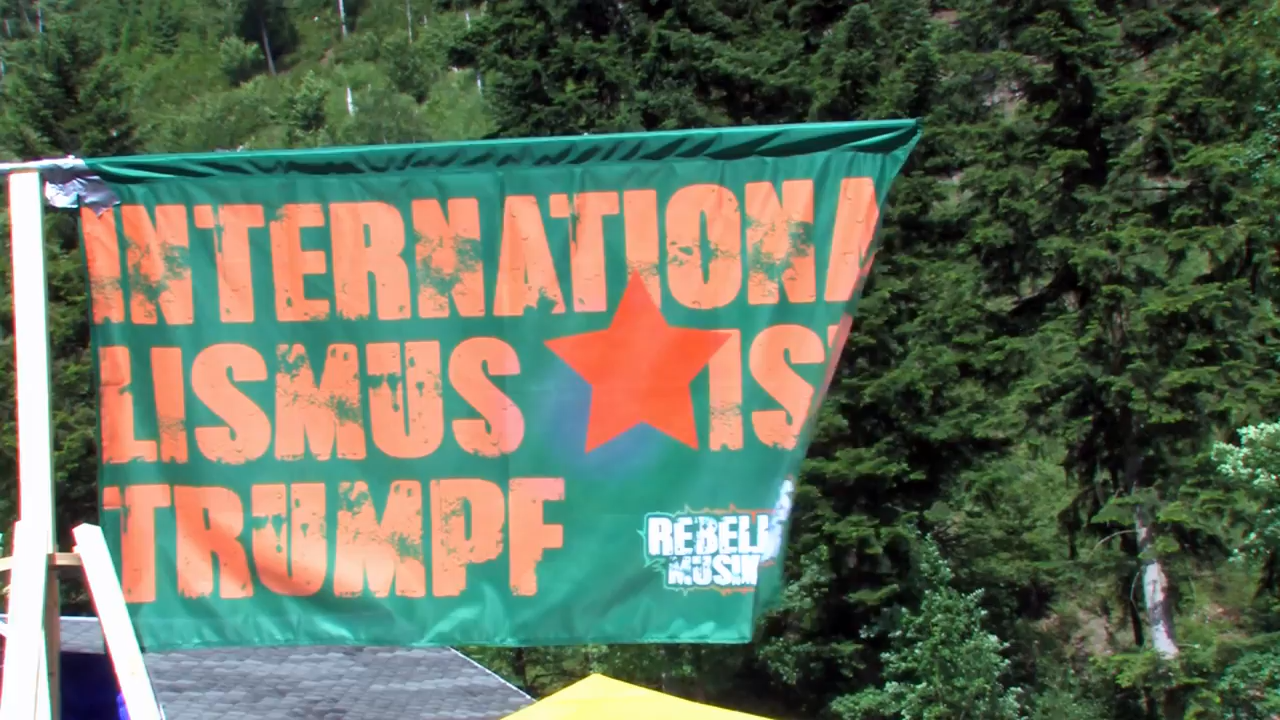 INTERNATIONA
LISMUS IS
TRUMPF
REBELL
MUSIK